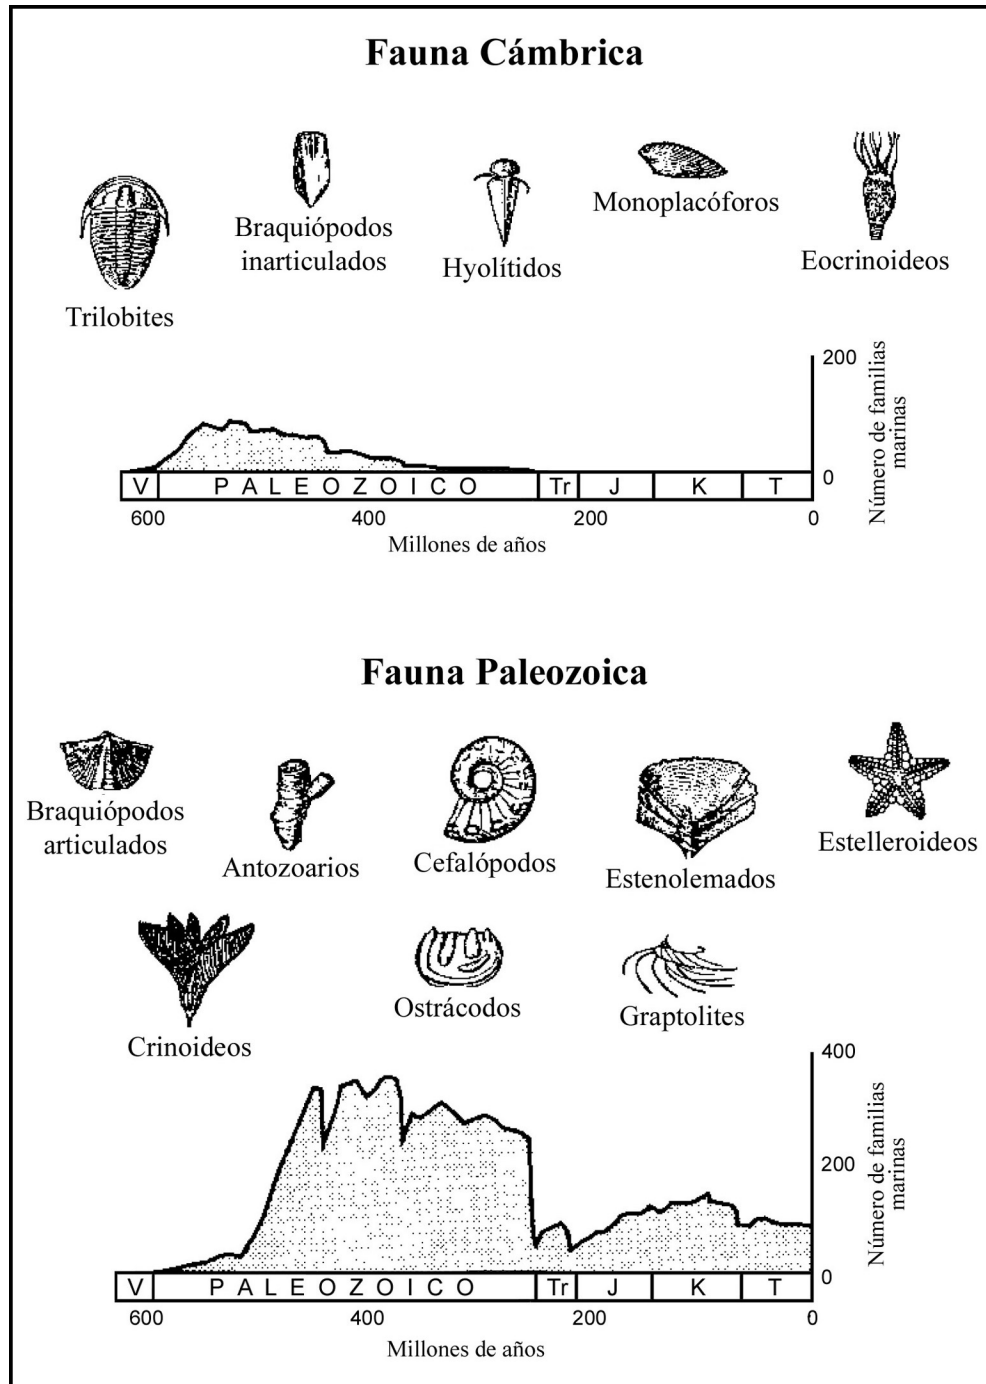 Fauna Cámbrica
Trilobites
Braquiópodos
inarticulados
Hyolítidos
Monoplacóforos
Eocrinoideos
200
0
Número de familias
marinas
V PALEOZOICO Tr J K T
600 400 200 0
Millones de años
Fauna Paleozoica
Braquiópodos
articulados
Antozoarios
Cefalópodos
Estenolemados
Estelleroideos
Crinoideos
Ostrácodos
Graptolites
400
200
0
Número de familias
marinas
V PALEOZOICO Tr J K T
600 400 200 0
Millones de años